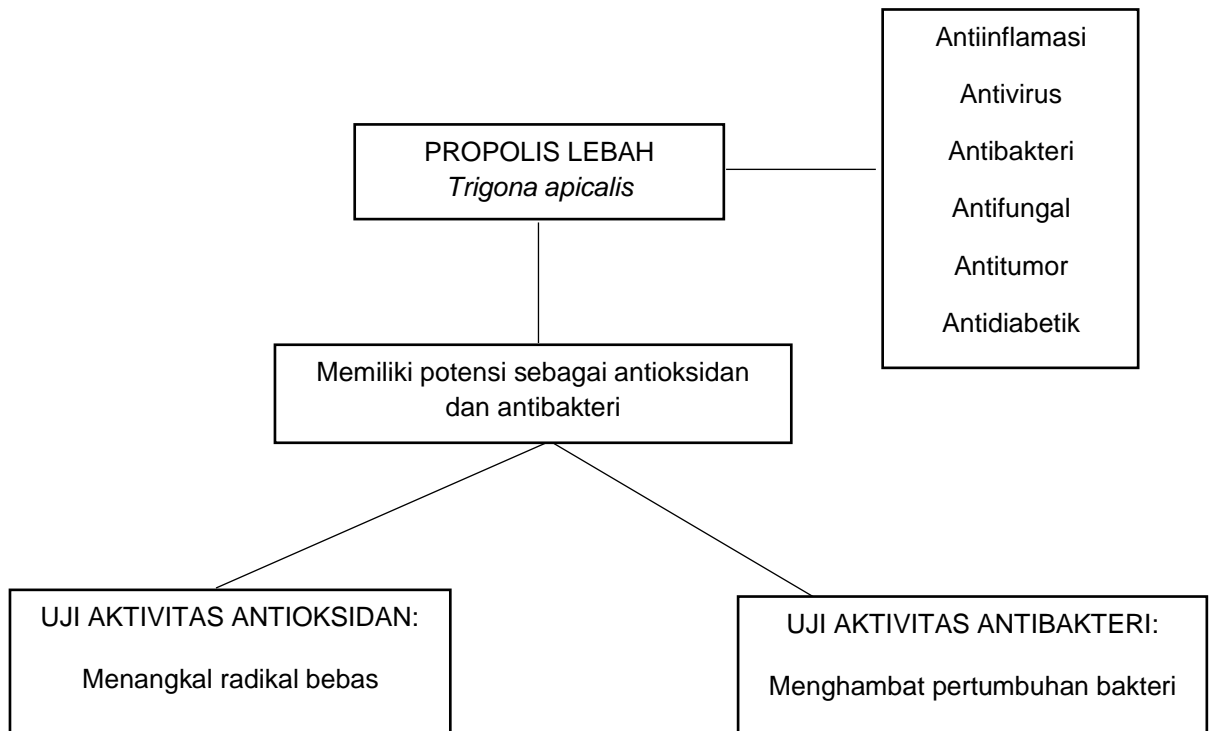 PROPOLIS LEBAH
Trigona apicalis
Antiinflamasi
Antivirus
Antibakteri
Antifungal
Antitumor
Antidiabetik
Memiliki potensi sebagai antioksidan
dan antibakteri
UJI AKTIVITAS ANTIOKSIDAN:
Menangkal radikal bebas
UJI AKTIVITAS ANTIBAKTERI:
Menghambat pertumbuhan bakteri